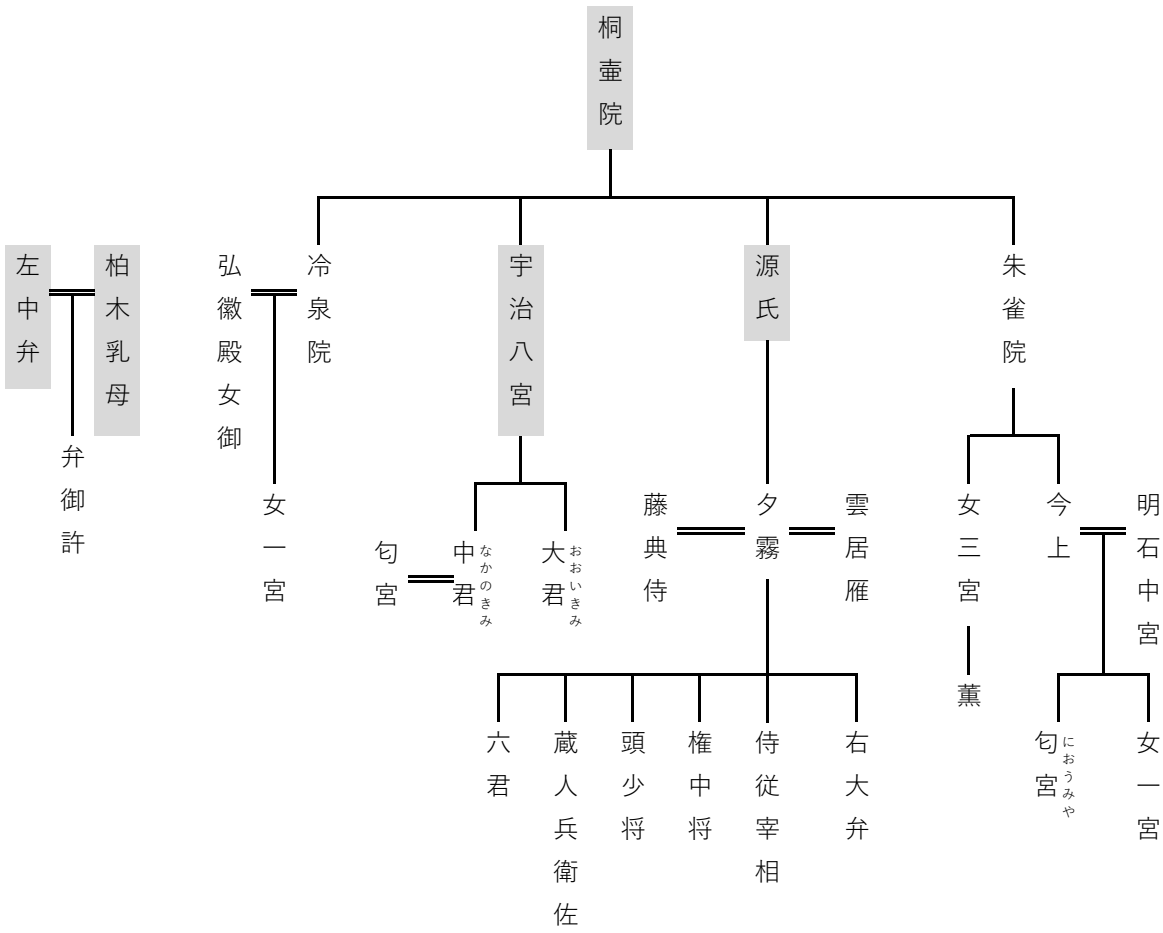 桐壷院
朱雀院
源氏
宇治八宮
冷泉院
弘徽殿女御
柏木乳母
左中弁
弁御許
明石中宮
今上
女三宮
雲居雁
夕霧
藤典侍
大君
おおいきみ
中君
なかのきみ
匂宮
女一宮
薫
女一宮
匂宮
におうみや
右大弁
侍従宰相
権中将
頭少将
蔵人兵衛佐
六君